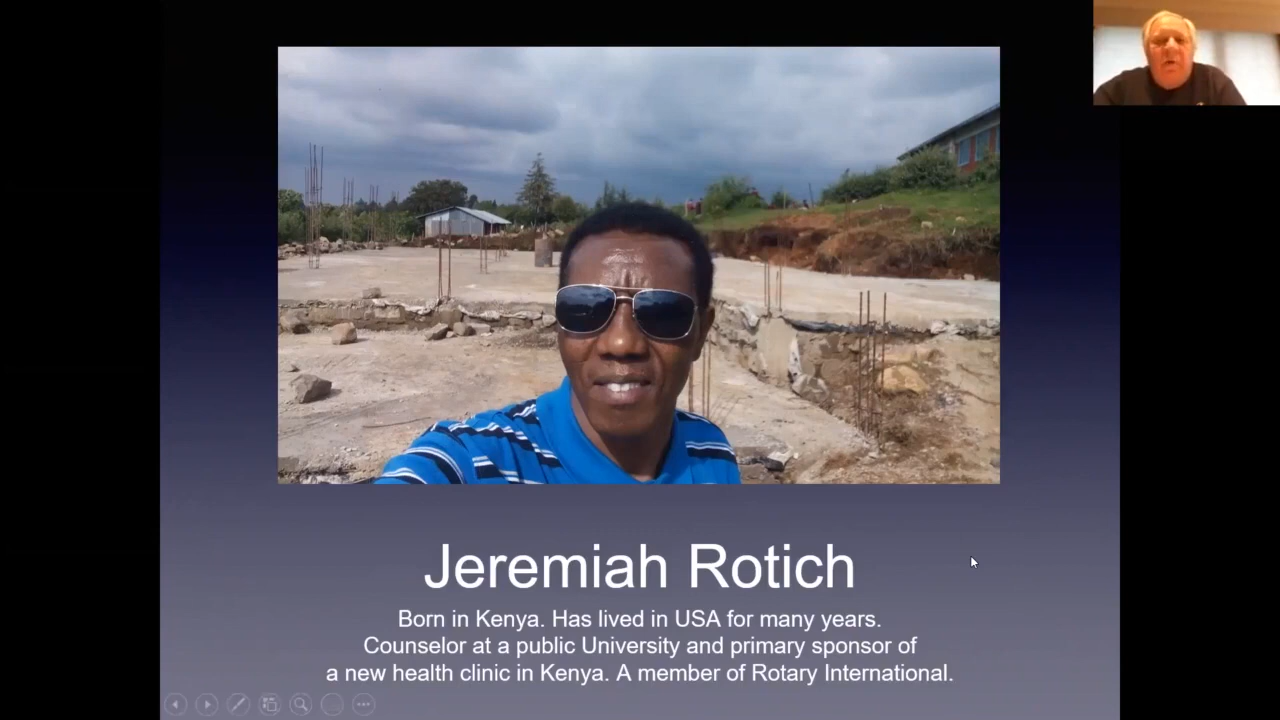 Jeremiah Rotich
Born in Kenya. Has lived in USA for many years.
Counselor at a public University and primary sponsor of
a new health clinic in Kenya. A member of Rotary International.